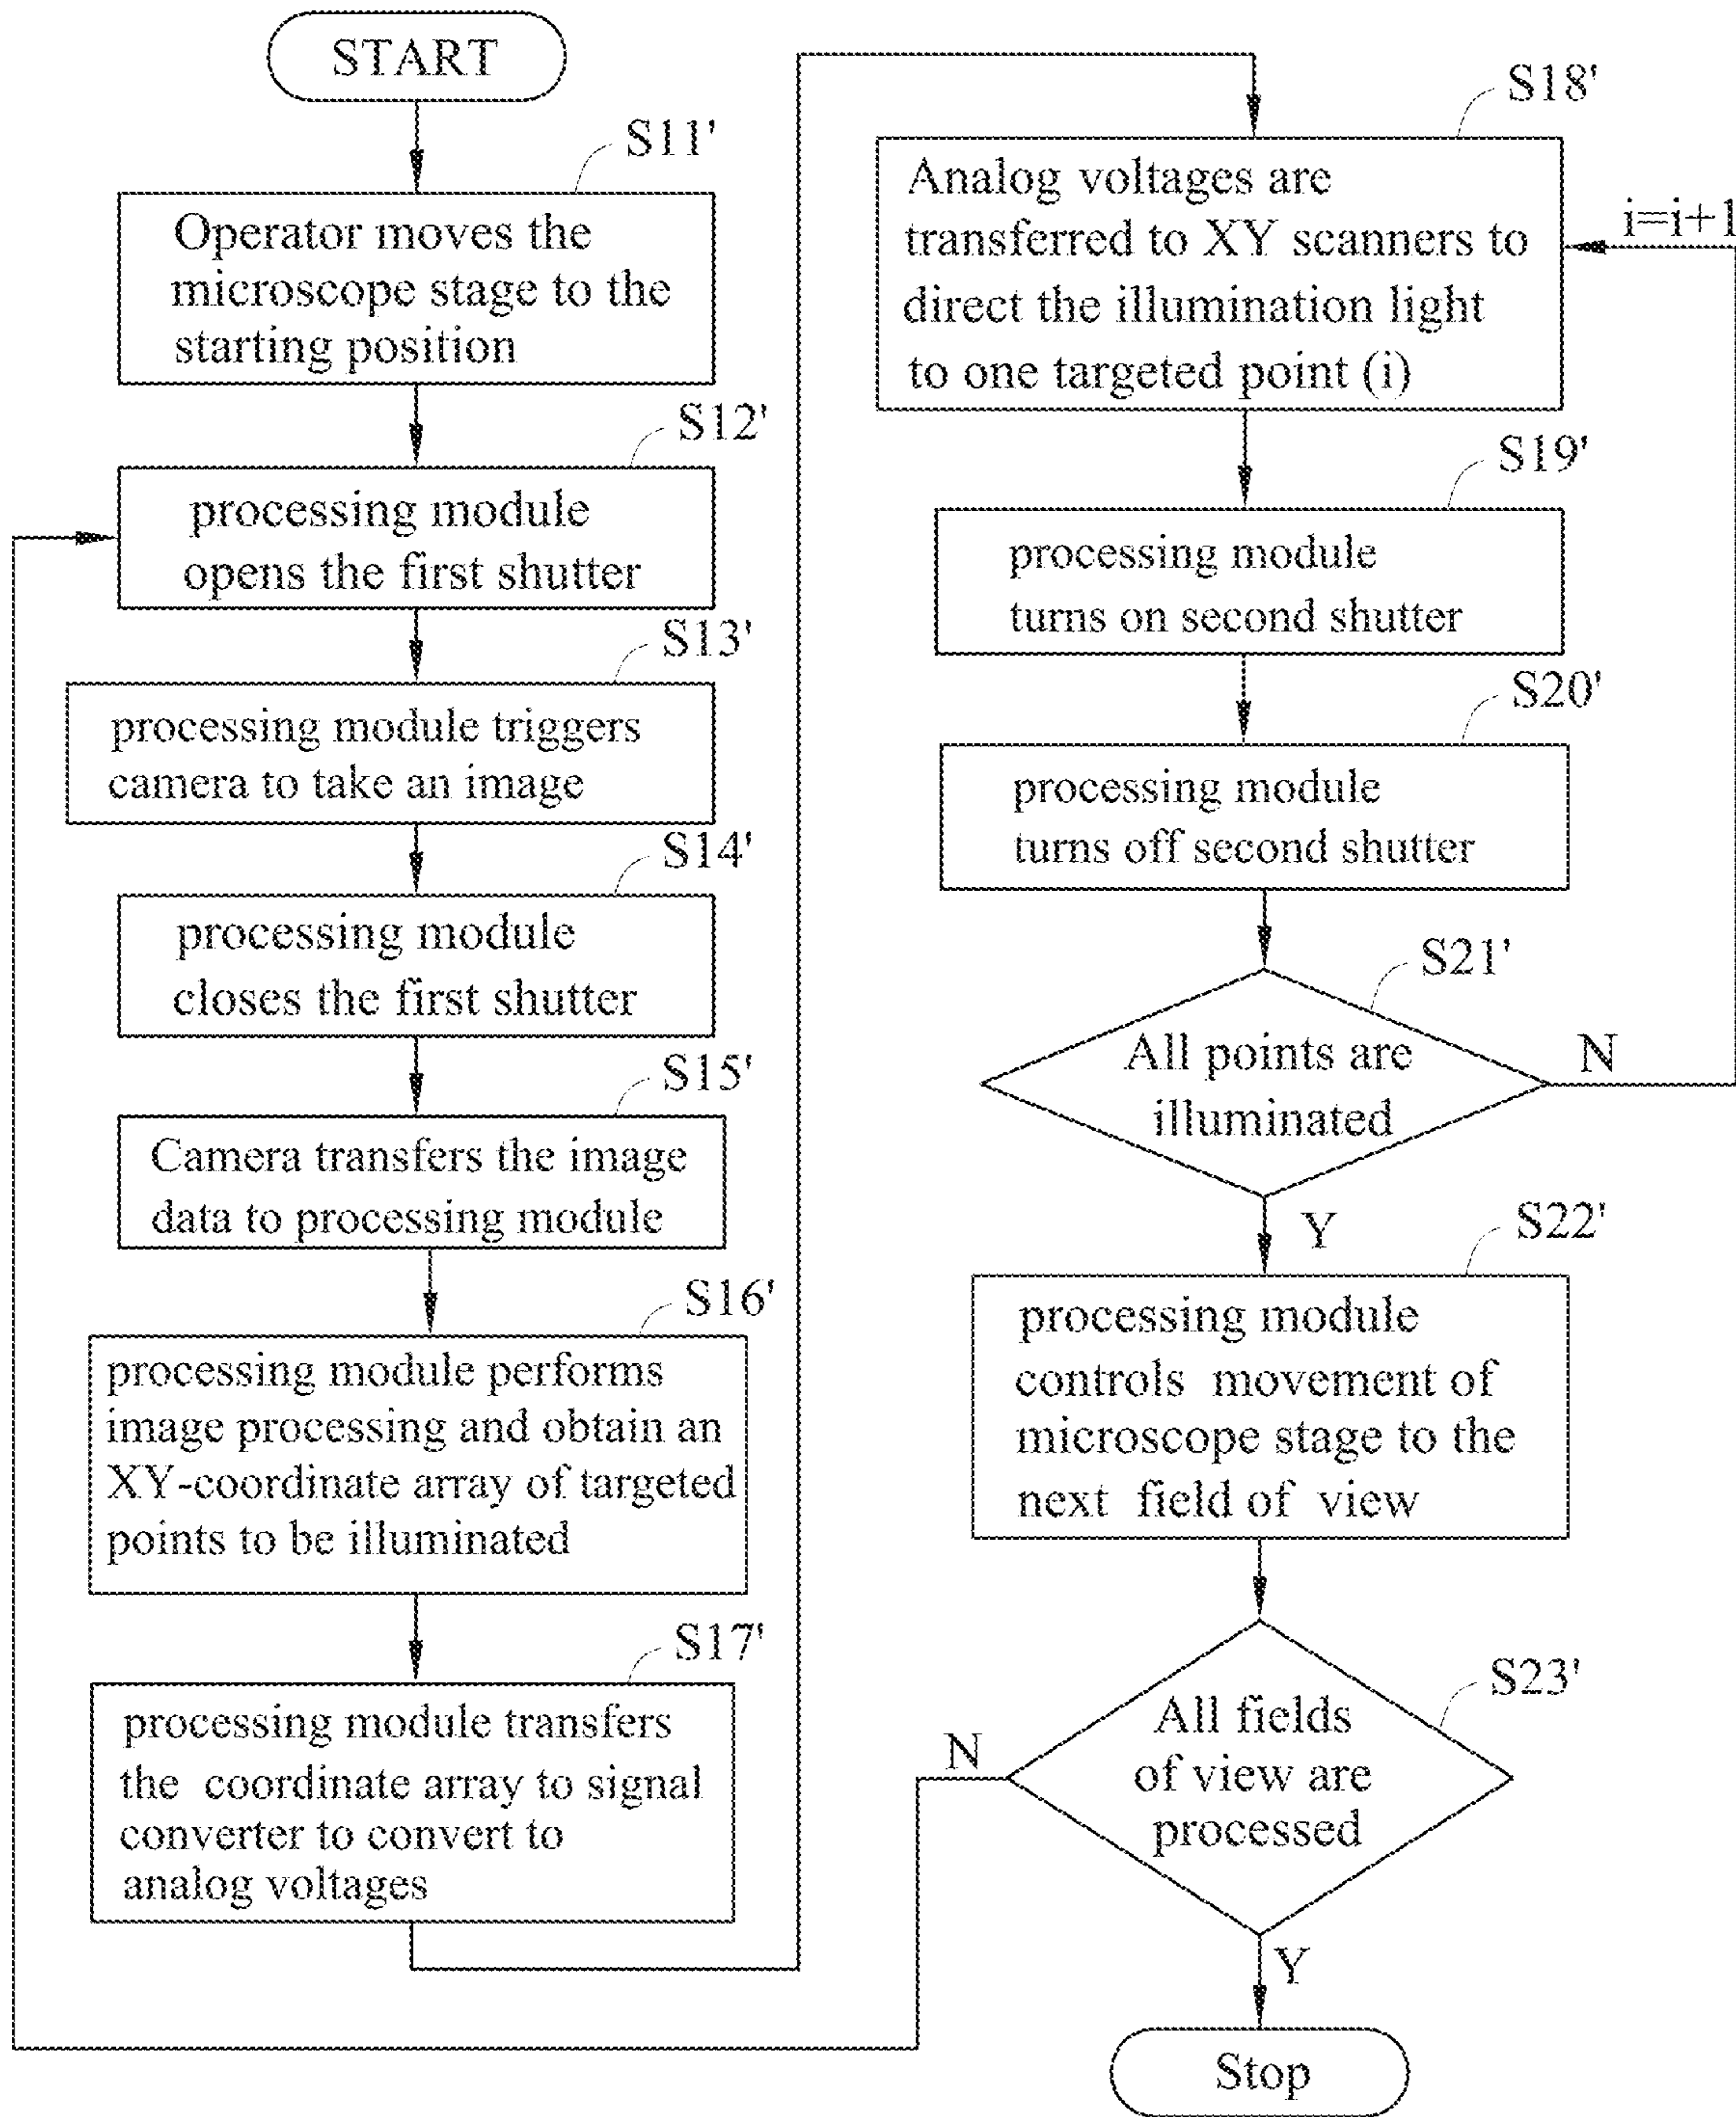 START
S11'
Operator moves the
microscope stage to the
starting position
S12'
processing module
opens the first shutter
S13'
processing module triggers
camera to take an image
S14'
processing module
closes the first shutter
S15'
Camera transfers the image
data to processing module
S16'
processing module performs
image processing and obtain an
XY-coordinate array of targeted
points to be illuminated
S17'
processing module transfers
the coordinate array to signal
converter to convert to
analog voltages
S18'
Analog voltages are
transferred to XY scanners to
direct the illumination light
to one targeted point (i)
i=i+1
S19'
processing module
turns on second shutter
S20'
processing module
turns off second shutter
S21'
All points are
illuminated
N
Y
S22'
processing module
controls movement of
microscope stage to the
next field of view
S23'
All fields
of view are
processed
N
Y
Stop